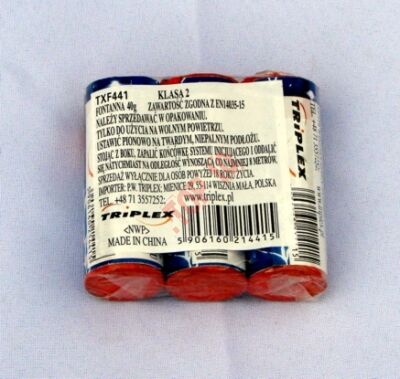 TXF441 KLASA 2
FONTANNA 40g ZAWARTOŚĆ ZGODNA Z EN14035-15
NALEŻY SPRZEDAWAĆ W OPAKOWANIU.
TYLKO DO UŻYCIA NA WOLNYM POWIETRZU.
USTAWIĆ PIONOWO NA TWARDYM, NIEPALNYM PODŁOŻU.
STOJĄC Z BOKU, ZAPALIĆ KOŃCÓWKĘ SYSTEMU INICJUJĄCEGO I ODDALIĆ
SIĘ NATYCHMIAST NA ODLEGŁOŚĆ WYNOSZĄCĄ CO NAJMNIEJ 8 METRÓW.
SPRZEDAŻ WYŁĄCZNIE DLA OSÓB POWYŻEJ 18 ROKU ŻYCIA.
IMPORTER: P.W. TRIPLEX; MIENICE 29, 55-114 WISZNIA MAŁA, POLSKA
TEL. +48 71 3557252; www.triplex.pl
TRIPLEX
<NWP>
MADE IN CHINA
5 906160 214415
TRIPLEX